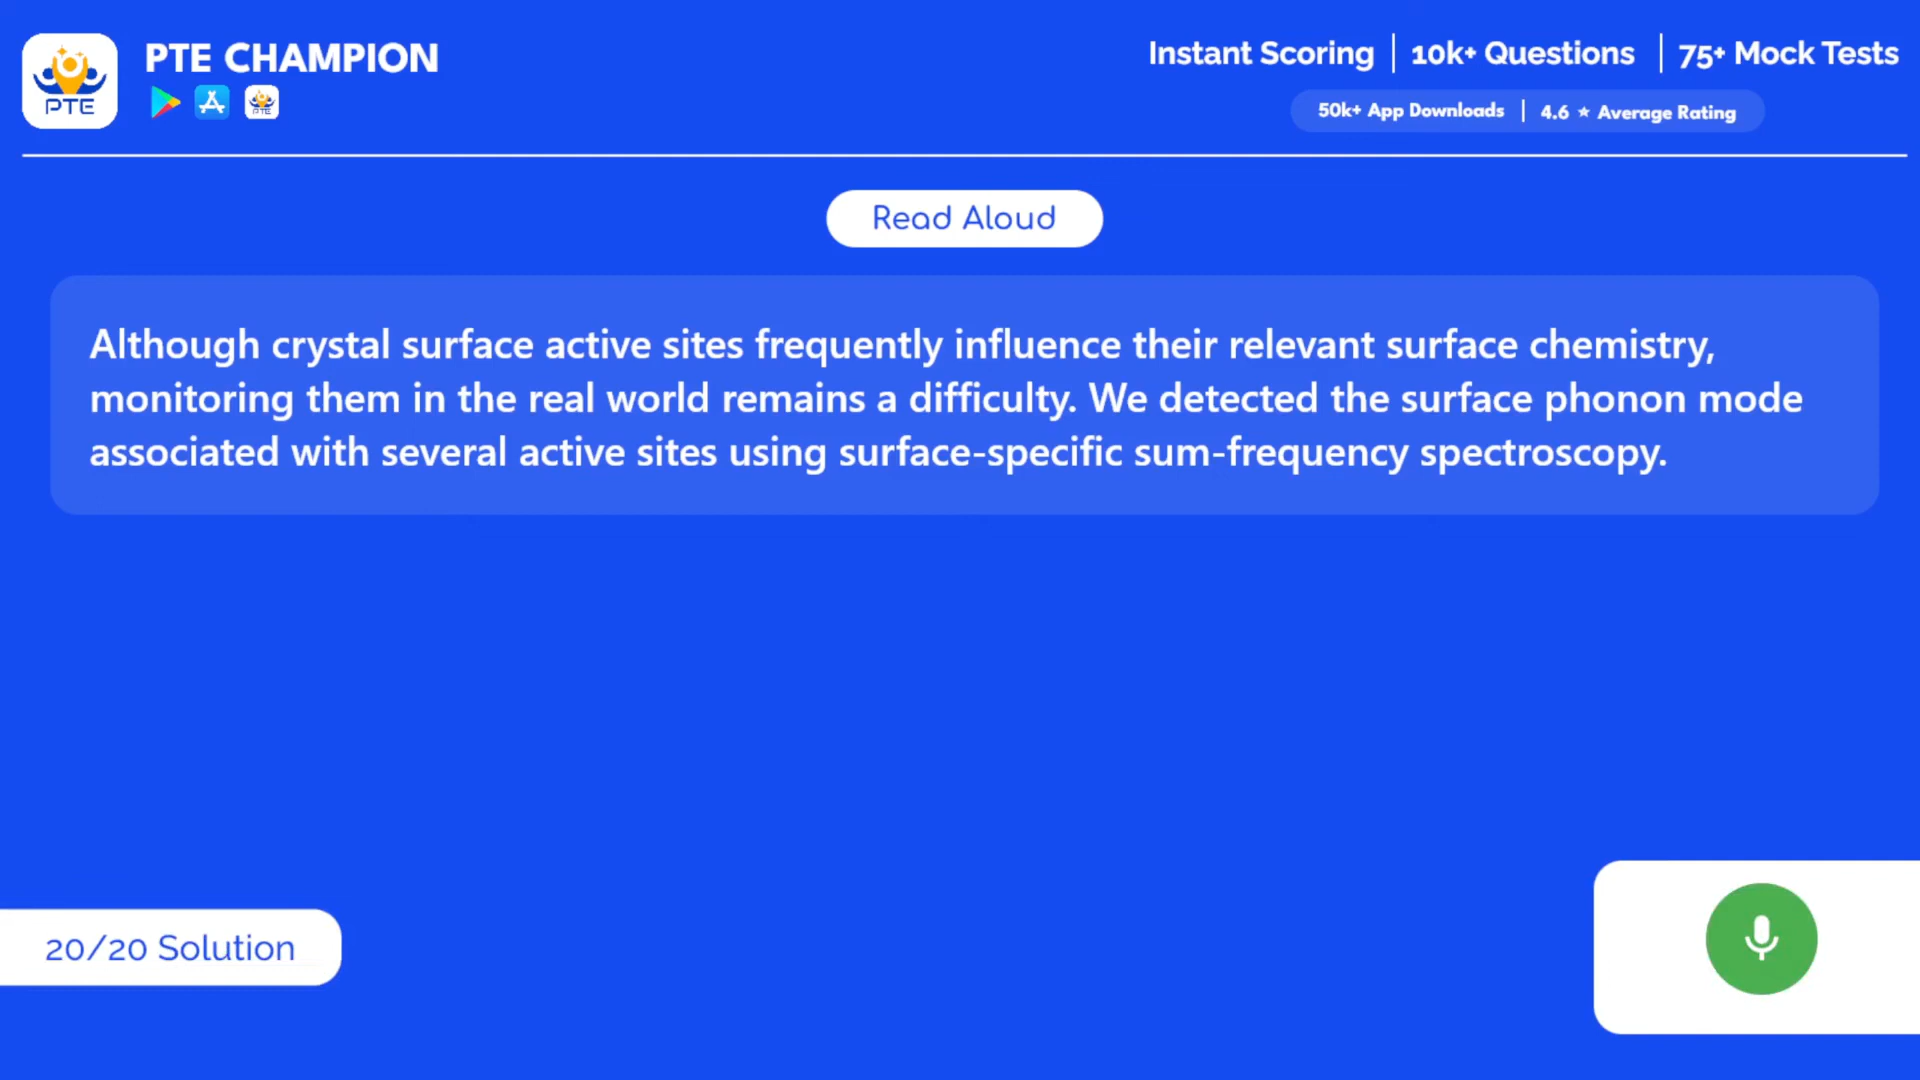 PTE CHAMPION
PTE
PTE
Instant Scoring | 10k+ Questions | 75+ Mock Tests
50k+ App Downloads | 4.6 ★ Average Rating
Read Aloud
Although crystal surface active sites frequently influence their relevant surface chemistry,
monitoring them in the real world remains a difficulty. We detected the surface phonon mode
associated with several active sites using surface-specific sum-frequency spectroscopy.
20/20 Solution